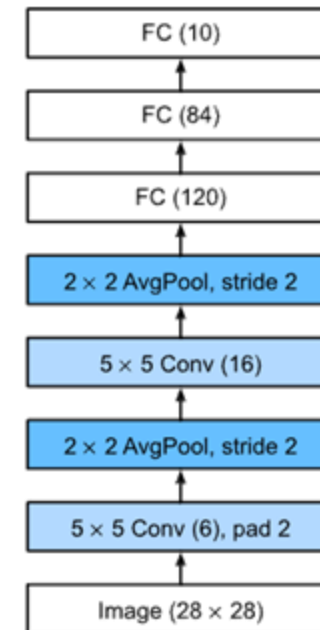 FC (10)
FC (84)
FC (120)
2 × 2 AvgPool, stride 2
5 × 5 Conv (16)
2 × 2 AvgPool, stride 2
5 × 5 Conv (6), pad 2
Image (28 × 28)